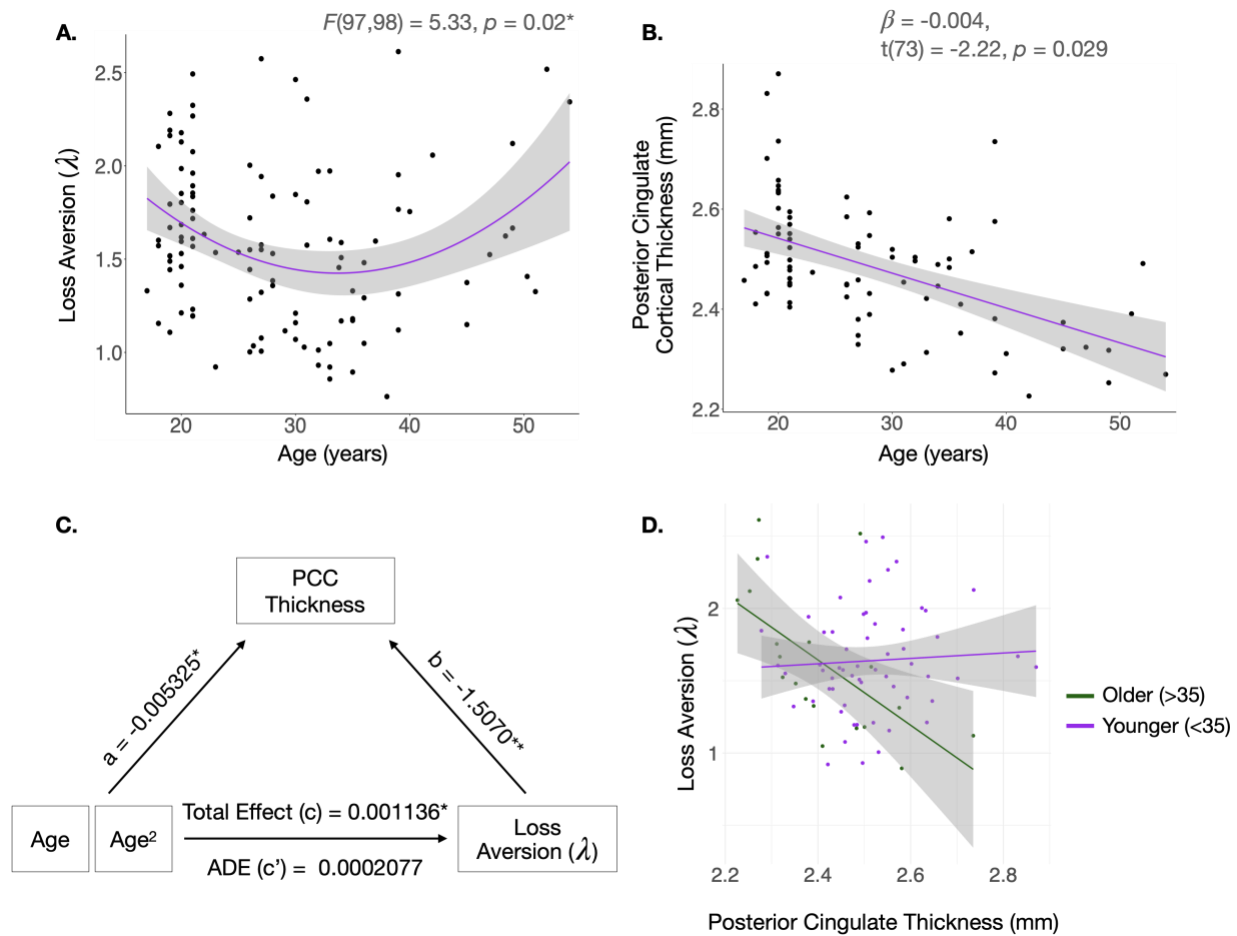 A.
F(97,98) = 5.33, p = 0.02*
2.5
2.0
1.5
1.0
Loss Aversion (λ)
20 30 40 50
Age (years)
B.
β = -0.004,
t(73) = -2.22, p = 0.029
2.8
2.6
2.4
2.2
Posterior Cingulate
Cortical Thickness (mm)
20 30 40 50
Age (years)
C.
PCC
Thickness
a = -0.005325*
b = -1.5070**
Age
Age²
Total Effect (c) = 0.001136*
ADE (c') = 0.0002077
Loss
Aversion (λ)
D.
2
1
Loss Aversion (λ)
2.2 2.4 2.6 2.8
Posterior Cingulate Thickness (mm)
Older (>35)
Younger (<35)